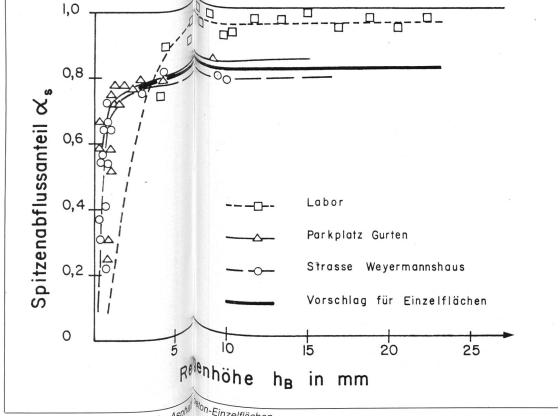 Spitzenabflussanteil αs
1,0
0,8
0,6
0,4
0,2
0
5
10
15
20
25
Labor
Parkplatz Gurten
Strasse Weyermannshaus
Vorschlag für Einzelflächen
hB in mm